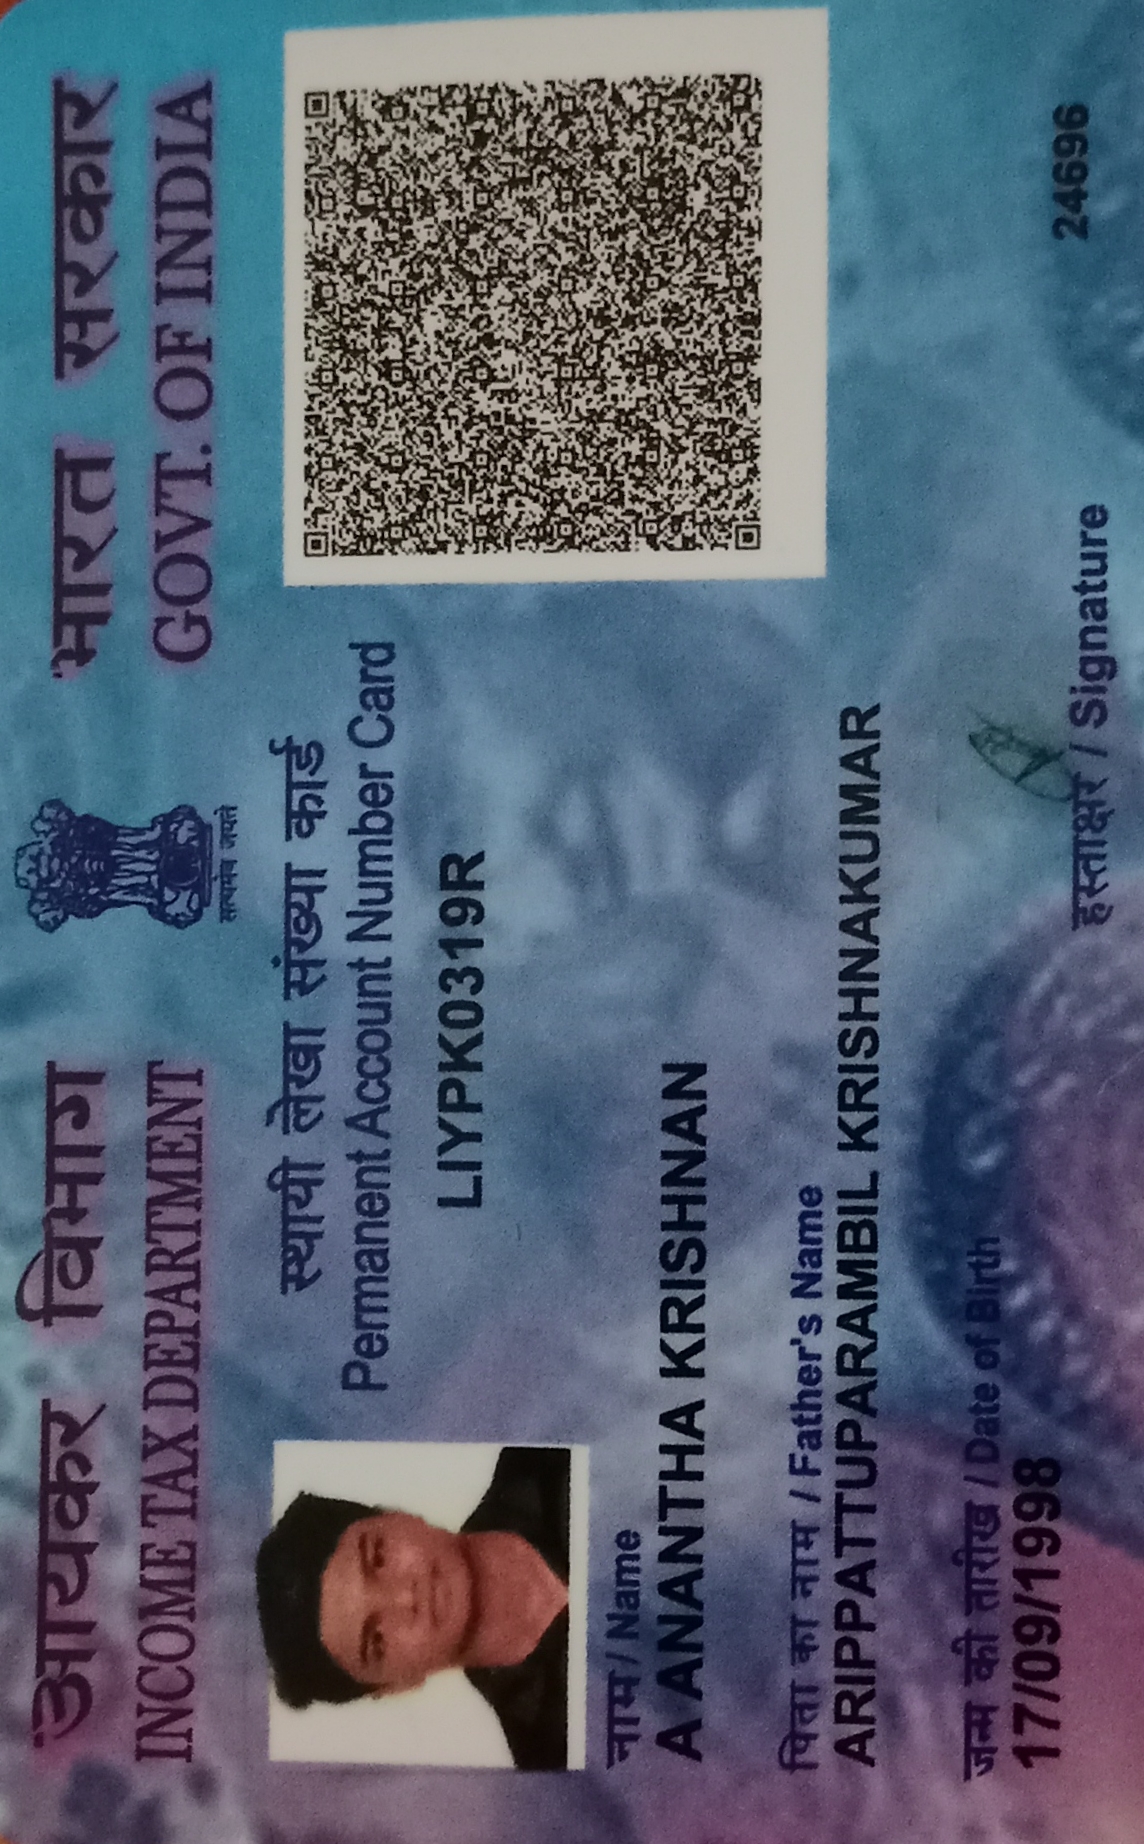 आयकर विभाग
INCOME TAX DEPARTMENT
भारत सरकार
GOVT. OF INDIA
सत्यमेव जयते
स्थायी लेखा संख्या कार्ड
Permanent Account Number Card
LIYPK0319R
नाम / Name
A ANANTHA KRISHNAN
पिता का नाम / Father's Name
ARIPPATTUPARAMBIL KRISHNAKUMAR
जन्म की तारीख / Date of Birth
17/09/1998
हस्ताक्षर / Signature
24696